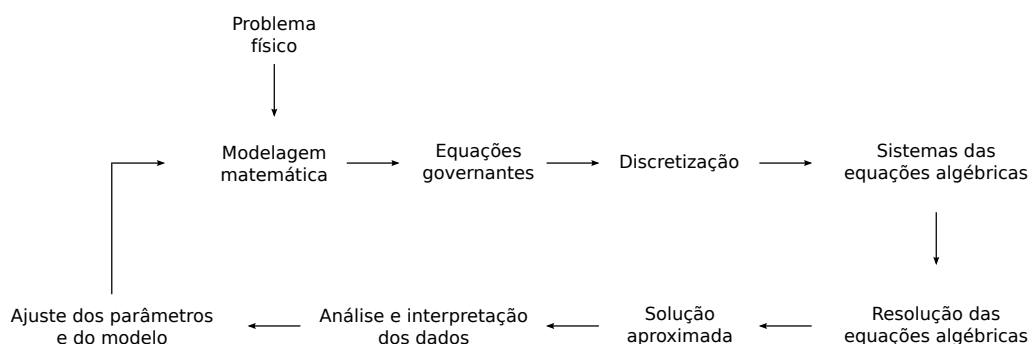 Problema
físico
Modelagem
matemática
Equações
governantes
Discretização
Sistemas das
equações algébricas
Resolução das
equações algébricas
Solução
aproximada
Análise e interpretação
dos dados
Ajuste dos parâmetros
e do modelo